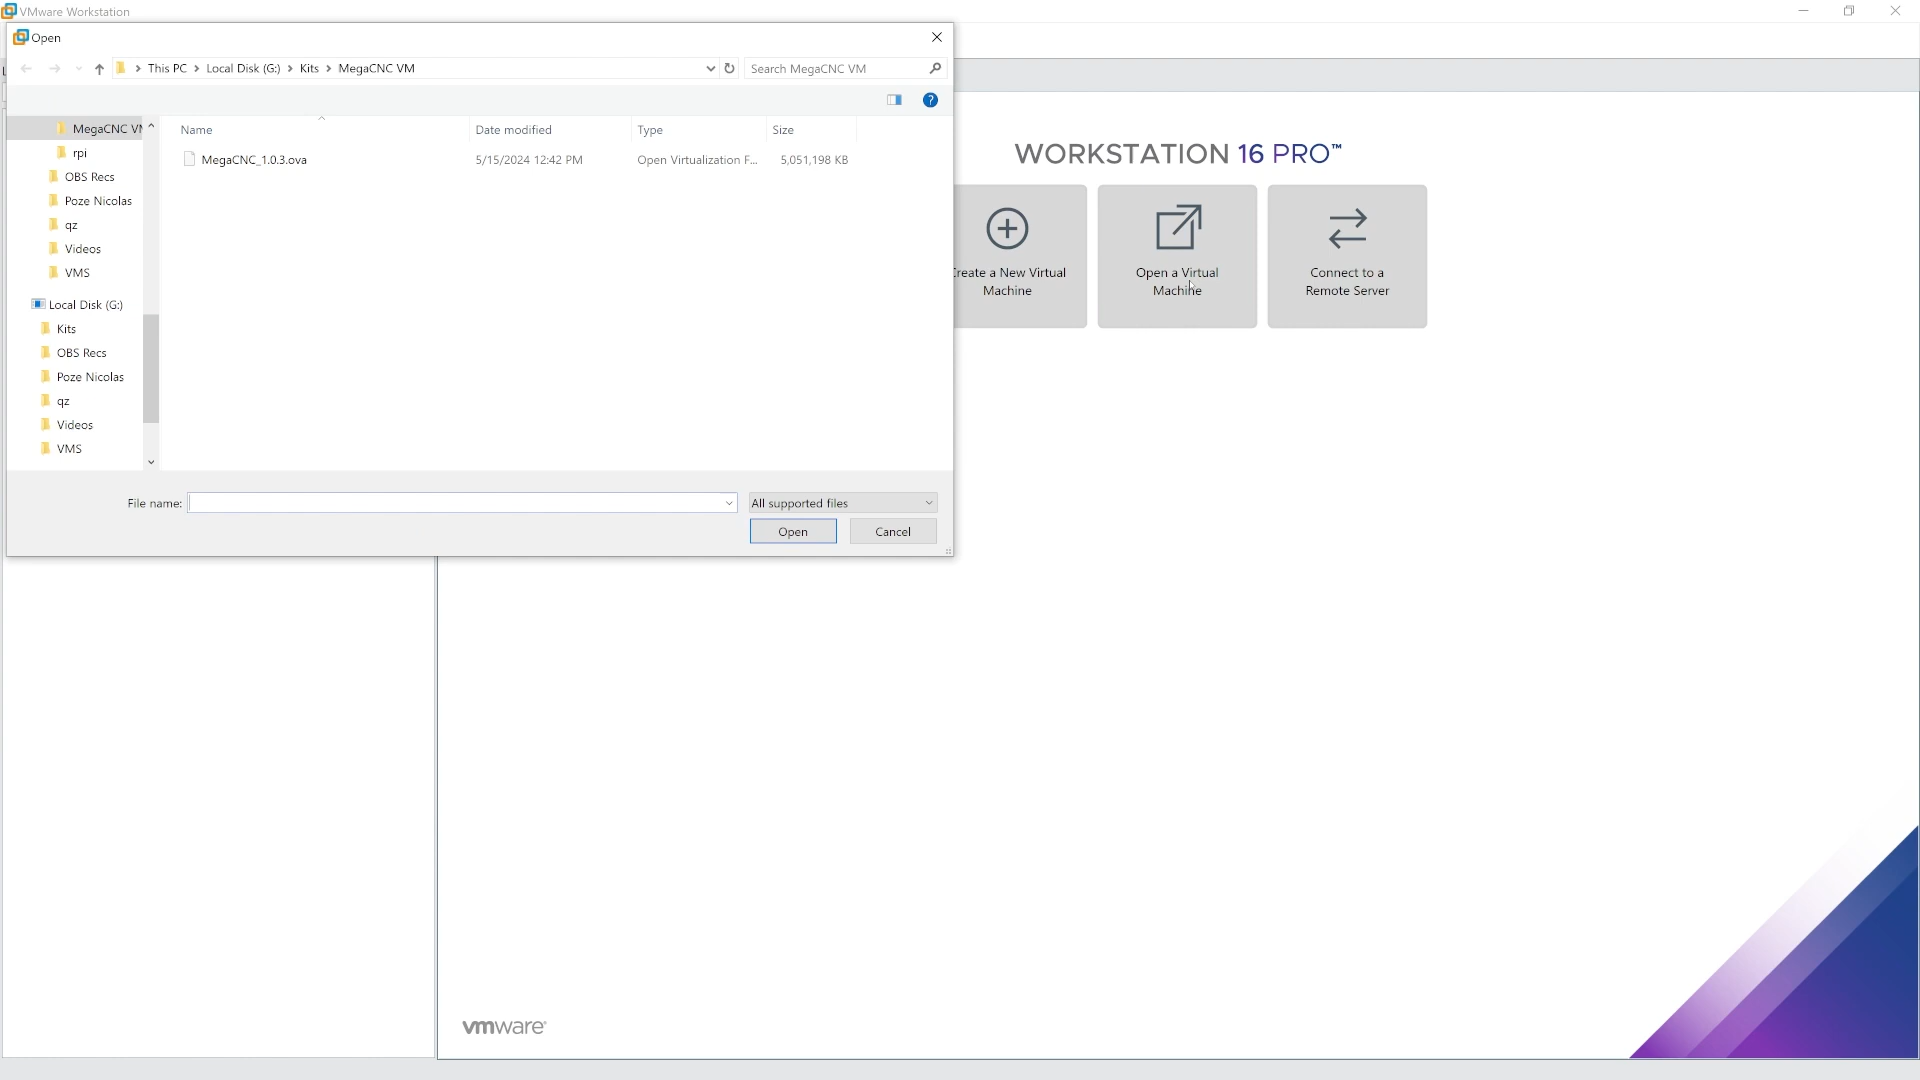 VMware Workstation
Open
This PC > Local Disk (G:) > Kits > MegaCNC VM
Search MegaCNC VM
?
MegaCNC VM
rpi
OBS Recs
Poze Nicolas
qz
Videos
VMS
Local Disk (G:)
Kits
OBS Recs
Poze Nicolas
qz
Videos
VMS
Name Date modified Type Size
MegaCNC_1.0.3.ova 5/15/2024 12:42 PM Open Virtualization F... 5,051,198 KB
File name:
All supported files
Open Cancel
WORKSTATION 16 PRO™
Create a New Virtual
Machine
Open a Virtual
Machine
Connect to a
Remote Server
vmware®